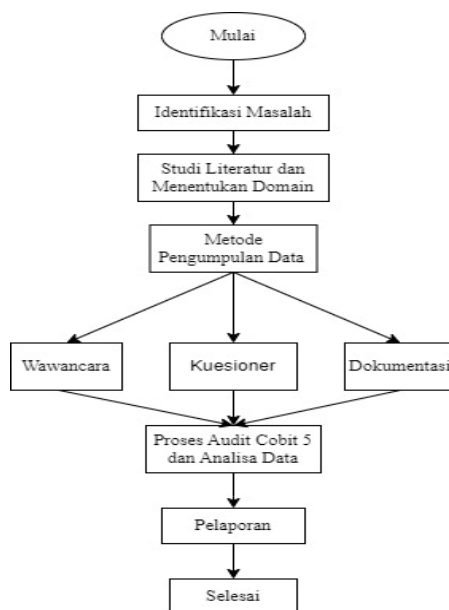 Mulai
Identifikasi Masalah
Studi Literatur dan
Menentukan Domain
Metode
Pengumpulan Data
Wawancara
Kuesioner
Dokumentasi
Proses Audit Cobit 5
dan Analisa Data
Pelaporan
Selesai